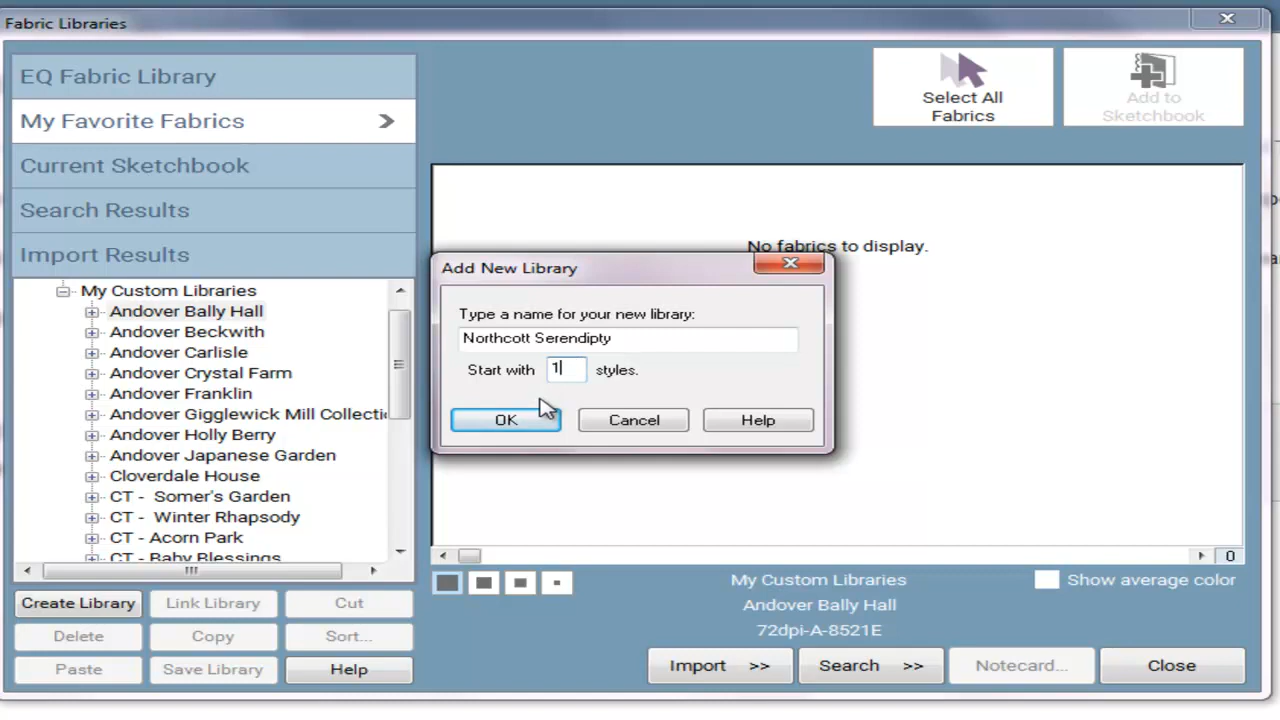 Fabric Libraries
EQ Fabric Library
My Favorite Fabrics
Current Sketchbook
Search Results
Import Results
My Custom Libraries
Andover Bally Hall
Andover Beckwith
Andover Carlisle
Andover Crystal Farm
Andover Franklin
Andover Gigglewick Mill Collectic
Andover Holly Berry
Andover Japanese Garden
Cloverdale House
CT - Somer's Garden
CT - Winter Rhapsody
CT - Acorn Park
CT - Baby Blessings
Create Library
Link Library
Cut
Delete
Copy
Sort...
Paste
Save Library
Help
Select All
Fabrics
Add to
Sketchbook
No fabrics to display.
Add New Library
Type a name for your new library:
Northcott Serendipty
Start with 1 styles.
OK
Cancel
Help
0
My Custom Libraries
Andover Bally Hall
72dpi-A-8521E
Show average color
Import >>
Search >>
Notecard...
Close